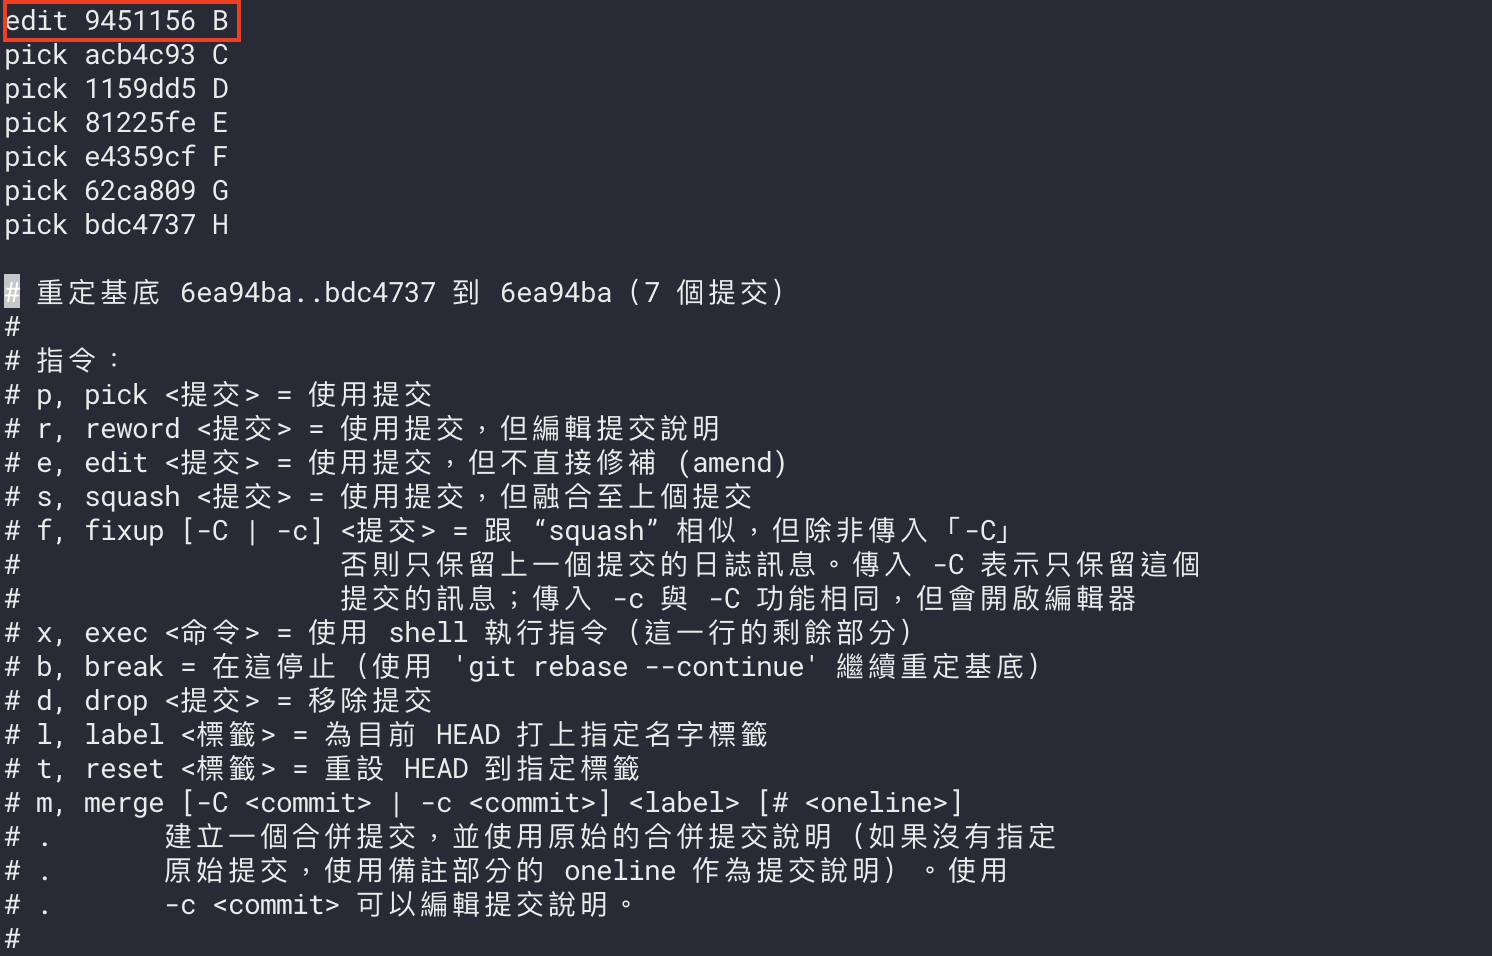 edit 9451156 B
pick acb4c93 C
pick 1159dd5 D
pick 81225fe E
pick e4359cf F
pick 62ca809 G
pick bdc4737 H
# 重定基底 6ea94ba..bdc4737 到 6ea94ba（7 個提交）
#
# 指令：
# p, pick <提交> = 使用提交
# r, reword <提交> = 使用提交，但編輯提交說明
# e, edit <提交> = 使用提交，但不直接修補 (amend)
# s, squash <提交> = 使用提交，但融合至上個提交
# f, fixup [-C | -c] <提交> = 跟 “squash” 相似，但除非傳入「-C」
#                     否則只保留上一個提交的日誌訊息。傳入 -C 表示只保留這個
#                     提交的訊息；傳入 -c 與 -C 功能相同，但會開啟編輯器
# x, exec <命令> = 使用 shell 執行指令（這一行的剩餘部分）
# b, break = 在這停止（使用 'git rebase --continue' 繼續重定基底）
# d, drop <提交> = 移除提交
# l, label <標籤> = 為目前 HEAD 打上指定名字標籤
# t, reset <標籤> = 重設 HEAD 到指定標籤
# m, merge [-C <commit> | -c <commit>] <label> [# <oneline>]
# .       建立一個合併提交，並使用原始的合併提交說明（如果沒有指定
# .       原始提交，使用備註部分的 oneline 作為提交說明）。使用
# .       -c <commit> 可以編輯提交說明。
#